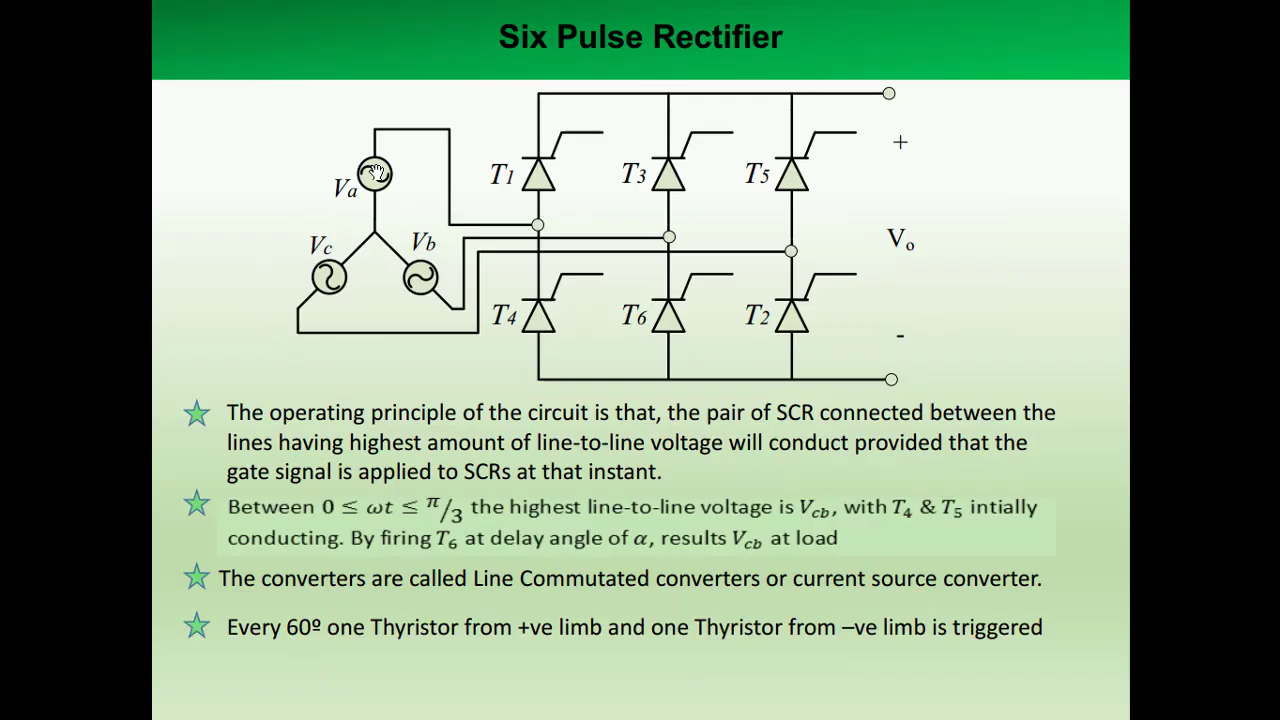 Six Pulse Rectifier
+
T1
T3
T5
Va
Vc
Vb
Vo
T4
T6
T2
-
The operating principle of the circuit is that, the pair of SCR connected between the
lines having highest amount of line-to-line voltage will conduct provided that the
gate signal is applied to SCRs at that instant.
Between 0 ≤ ωt ≤ π/3 the highest line-to-line voltage is Vcb, with T4 & T5 intially
conducting. By firing T6 at delay angle of α, results Vcb at load
The converters are called Line Commutated converters or current source converter.
Every 60º one Thyristor from +ve limb and one Thyristor from –ve limb is triggered